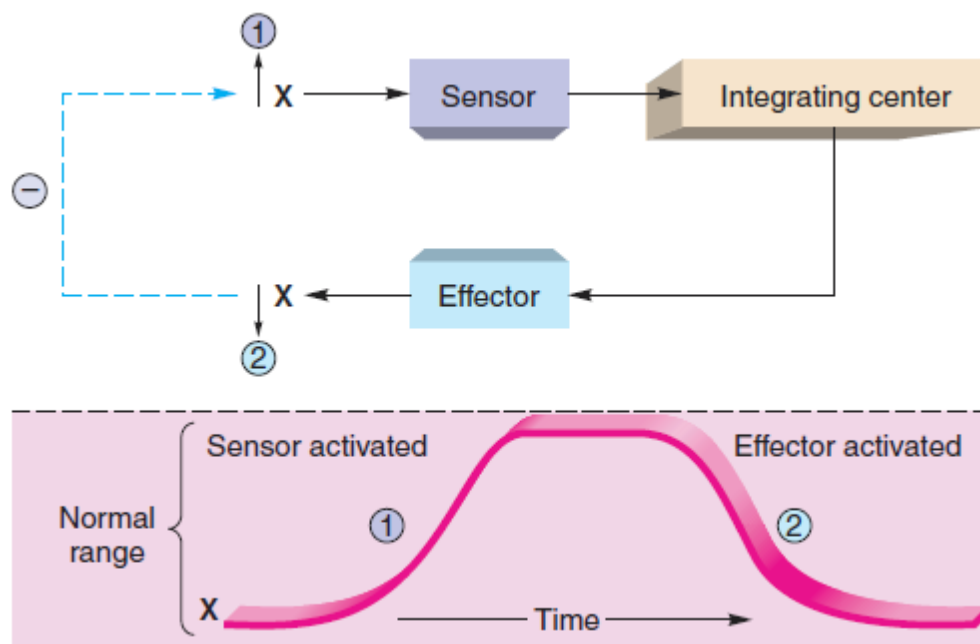 1
X
Sensor
Integrating center
−
X
Effector
2
Sensor activated
Effector activated
Normal
range
1
2
X
Time